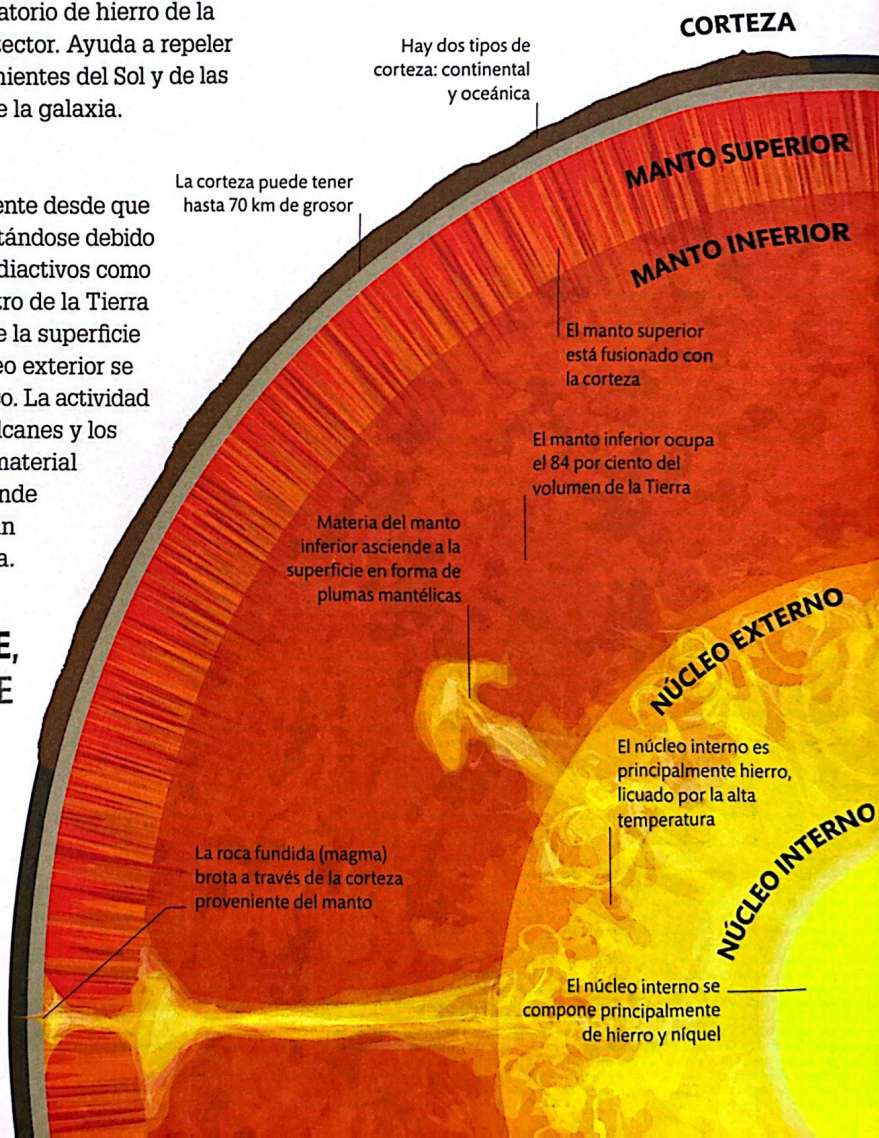 atorio de hierro de la
ector. Ayuda a repeler
nientes del Sol y de las
e la galaxia.
ente desde que
tándose debido
diactivos como
tro de la Tierra
e la superficie
eo exterior se
o. La actividad
lcanes y los
material
nde
n
a.
E,
E
CORTEZA
Hay dos tipos de
corteza: continental
y oceánica
La corteza puede tener
hasta 70 km de grosor
MANTO SUPERIOR
MANTO INFERIOR
El manto superior
está fusionado con
la corteza
El manto inferior ocupa
el 84 por ciento del
volumen de la Tierra
Materia del manto
inferior asciende a la
superficie en forma de
plumas mantélicas
NÚCLEO EXTERNO
El núcleo interno es
principalmente hierro,
licuado por la alta
temperatura
NÚCLEO INTERNO
La roca fundida (magma)
brota a través de la corteza
proveniente del manto
El núcleo interno se
compone principalmente
de hierro y níquel